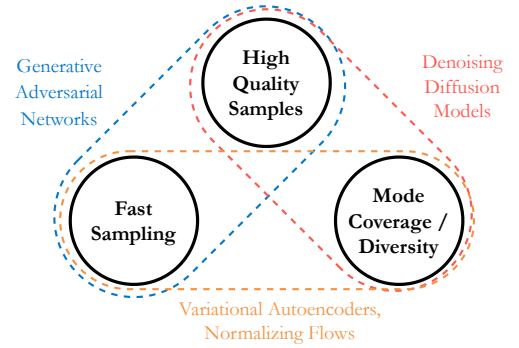 Generative
Adversarial
Networks
High
Quality
Samples
Denoising
Diffusion
Models
Fast
Sampling
Mode
Coverage /
Diversity
Variational Autoencoders,
Normalizing Flows